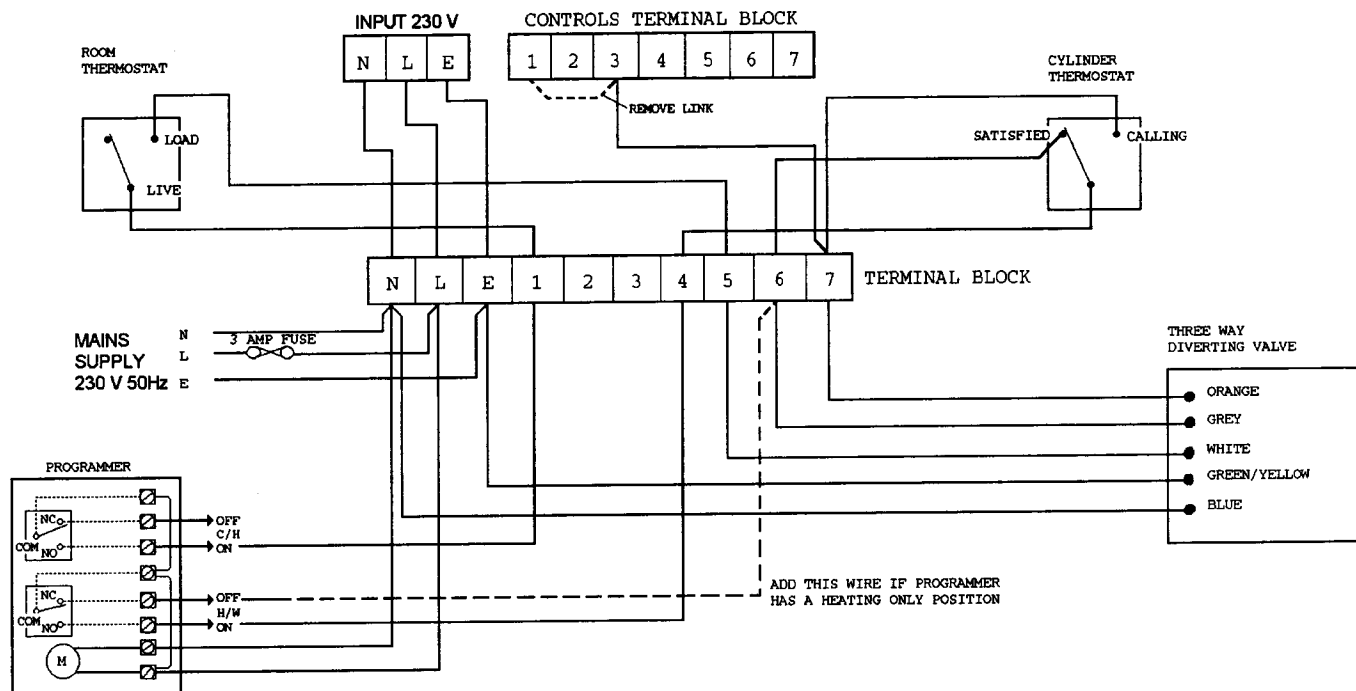 INPUT 230 V
CONTROLS TERMINAL BLOCK
N L E
1 2 3 4 5 6 7
ROOM
THERMOSTAT
CYLINDER
THERMOSTAT
REMOVE LINK
LOAD
LIVE
SATISFIED
CALLING
N L E 1 2 3 4 5 6 7
TERMINAL BLOCK
MAINS
SUPPLY
230 V 50Hz
N
L
E
3 AMP FUSE
THREE WAY
DIVERTING VALVE
ORANGE
GREY
WHITE
GREEN/YELLOW
BLUE
PROGRAMMER
NC
COM
NO
OFF
C/H
ON
NC
COM
NO
OFF
H/W
ON
M
ADD THIS WIRE IF PROGRAMMER
HAS A HEATING ONLY POSITION